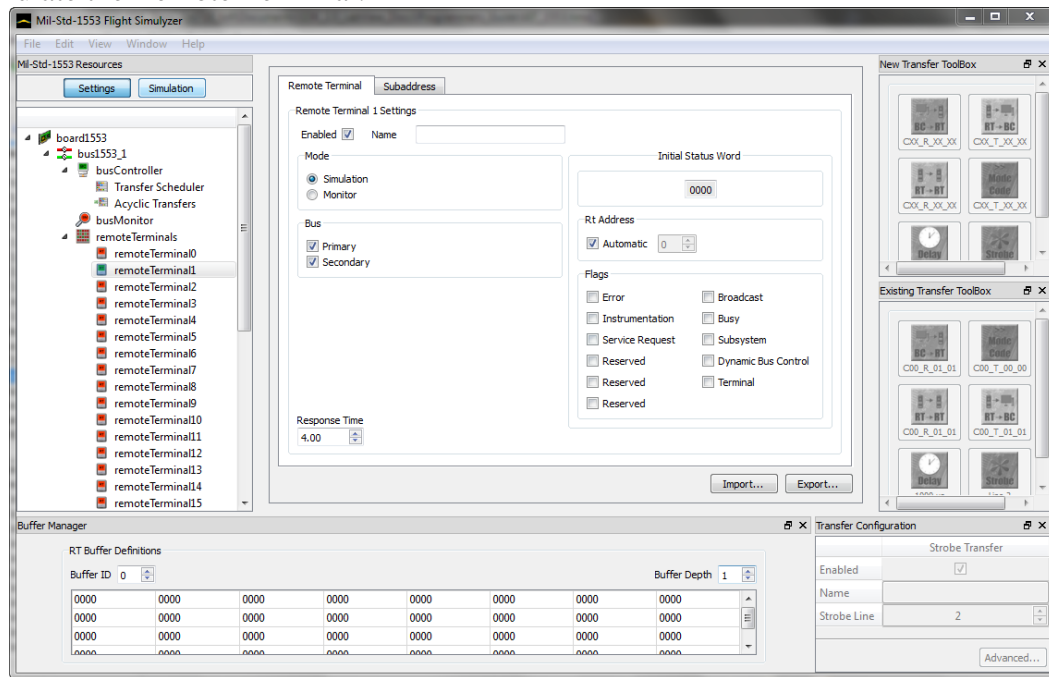 Mil-Std-1553 Flight Simulyzer
File Edit View Window Help
Mil-Std-1553 Resources
Settings Simulation
board1553
bus1553_1
busController
Transfer Scheduler
Acyclic Transfers
busMonitor
remoteTerminals
remoteTerminal0
remoteTerminal1
remoteTerminal2
remoteTerminal3
remoteTerminal4
remoteTerminal5
remoteTerminal6
remoteTerminal7
remoteTerminal8
remoteTerminal9
remoteTerminal10
remoteTerminal11
remoteTerminal12
remoteTerminal13
remoteTerminal14
remoteTerminal15
Remote Terminal Subaddress
Remote Terminal 1 Settings
Enabled Name
Mode
Simulation
Monitor
Bus
Primary
Secondary
Response Time
4.00
Initial Status Word
0000
Rt Address
Automatic 0
Flags
Error Broadcast
Instrumentation Busy
Service Request Subsystem
Reserved Dynamic Bus Control
Reserved Terminal
Reserved
Import... Export...
New Transfer ToolBox
BC→RT RT→BC
CXX_R_XX_XX CXX_T_XX_XX
RT→RT Mode Code
CXX_R_XX_XX CXX_T_XX_XX
Delay Strobe
Existing Transfer ToolBox
BC→RT Mode Code
C00_R_01_01 C00_T_00_00
RT→RT RT→BC
C00_R_01_01 C00_T_01_01
Delay Strobe
Buffer Manager
RT Buffer Definitions
Buffer ID 0 Buffer Depth 1
0000 0000 0000 0000 0000 0000 0000 0000
0000 0000 0000 0000 0000 0000 0000 0000
0000 0000 0000 0000 0000 0000 0000 0000
0000 0000 0000 0000 0000 0000 0000 0000
Transfer Configuration
Strobe Transfer
Enabled
Name
Strobe Line 2
Advanced...